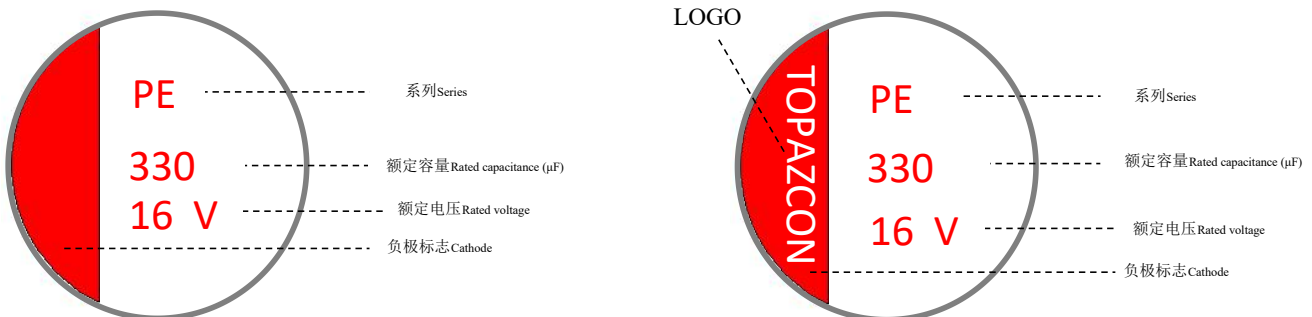 PE
系列Series
330
额定容量Rated capacitance (μF)
16 V
额定电压Rated voltage
负极标志Cathode
LOGO
TOPAZCON
PE
系列Series
330
额定容量Rated capacitance (μF)
16 V
额定电压Rated voltage
负极标志Cathode